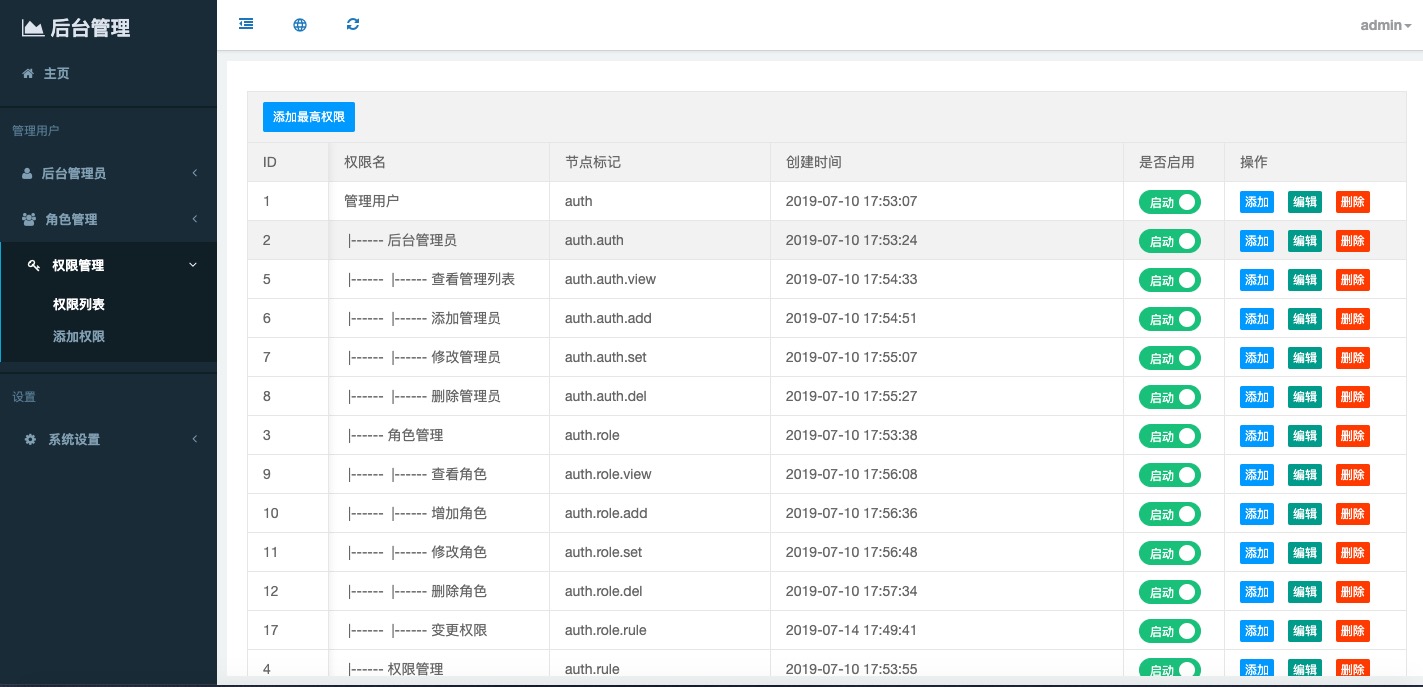 后台管理
admin
主页
管理用户
后台管理员
角色管理
权限管理
权限列表
添加权限
设置
系统设置
添加最高权限
ID 权限名 节点标记 创建时间 是否启用 操作
1 管理用户 auth 2019-07-10 17:53:07 启动 添加 编辑 删除
2 |------ 后台管理员 auth.auth 2019-07-10 17:53:24 启动 添加 编辑 删除
5 |------ |------ 查看管理列表 auth.auth.view 2019-07-10 17:54:33 启动 添加 编辑 删除
6 |------ |------ 添加管理员 auth.auth.add 2019-07-10 17:54:51 启动 添加 编辑 删除
7 |------ |------ 修改管理员 auth.auth.set 2019-07-10 17:55:07 启动 添加 编辑 删除
8 |------ |------ 删除管理员 auth.auth.del 2019-07-10 17:55:27 启动 添加 编辑 删除
3 |------ 角色管理 auth.role 2019-07-10 17:53:38 启动 添加 编辑 删除
9 |------ |------ 查看角色 auth.role.view 2019-07-10 17:56:08 启动 添加 编辑 删除
10 |------ |------ 增加角色 auth.role.add 2019-07-10 17:56:36 启动 添加 编辑 删除
11 |------ |------ 修改角色 auth.role.set 2019-07-10 17:56:48 启动 添加 编辑 删除
12 |------ |------ 删除角色 auth.role.del 2019-07-10 17:57:34 启动 添加 编辑 删除
17 |------ |------ 变更权限 auth.role.rule 2019-07-14 17:49:41 启动 添加 编辑 删除
4 |------ 权限管理 auth.rule 2019-07-10 17:53:55 启动 添加 编辑 删除